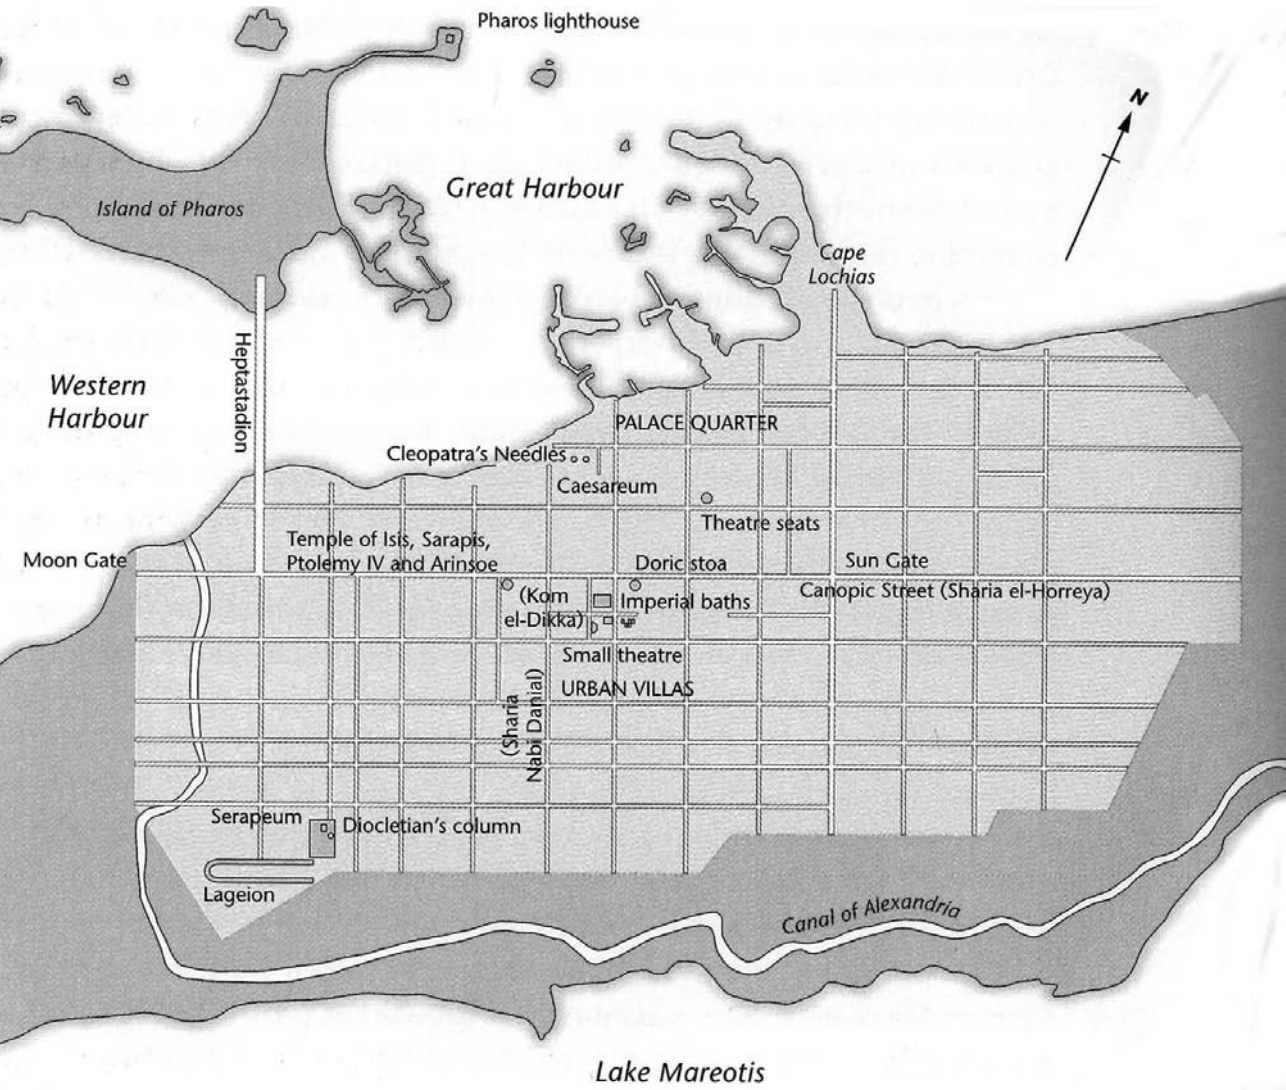 Pharos lighthouse
N
Great Harbour
Island of Pharos
Cape
Lochias
Heptastadion
Western
Harbour
PALACE QUARTER
Cleopatra's Needles
Caesareum
Theatre seats
Temple of Isis, Sarapis,
Ptolemy IV and Arinsoe
Moon Gate
Doric stoa
Sun Gate
Canopic Street (Sharia el-Horreya)
(Kom
el-Dikka)
Imperial baths
Small theatre
URBAN VILLAS
(Sharia
Nabi Danial)
Serapeum
Diocletian's column
Lageion
Canal of Alexandria
Lake Mareotis